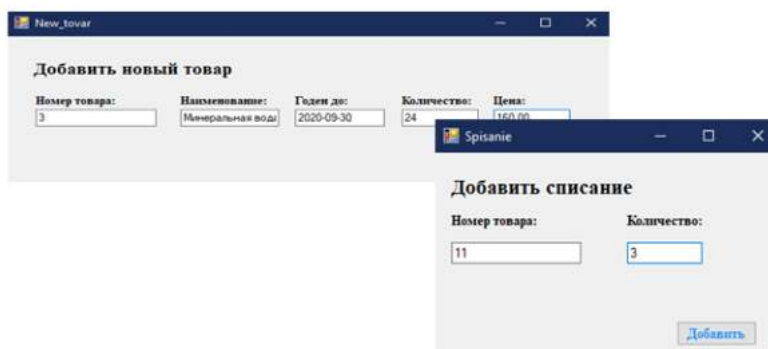 New_tovar
Добавить новый товар
Номер товара: Наименование: Годен до: Количество: Цена:
3 Минеральная вода 2020-09-30 24 160,00
Spisanie
Добавить списание
Номер товара: Количество:
11 3
Добавить